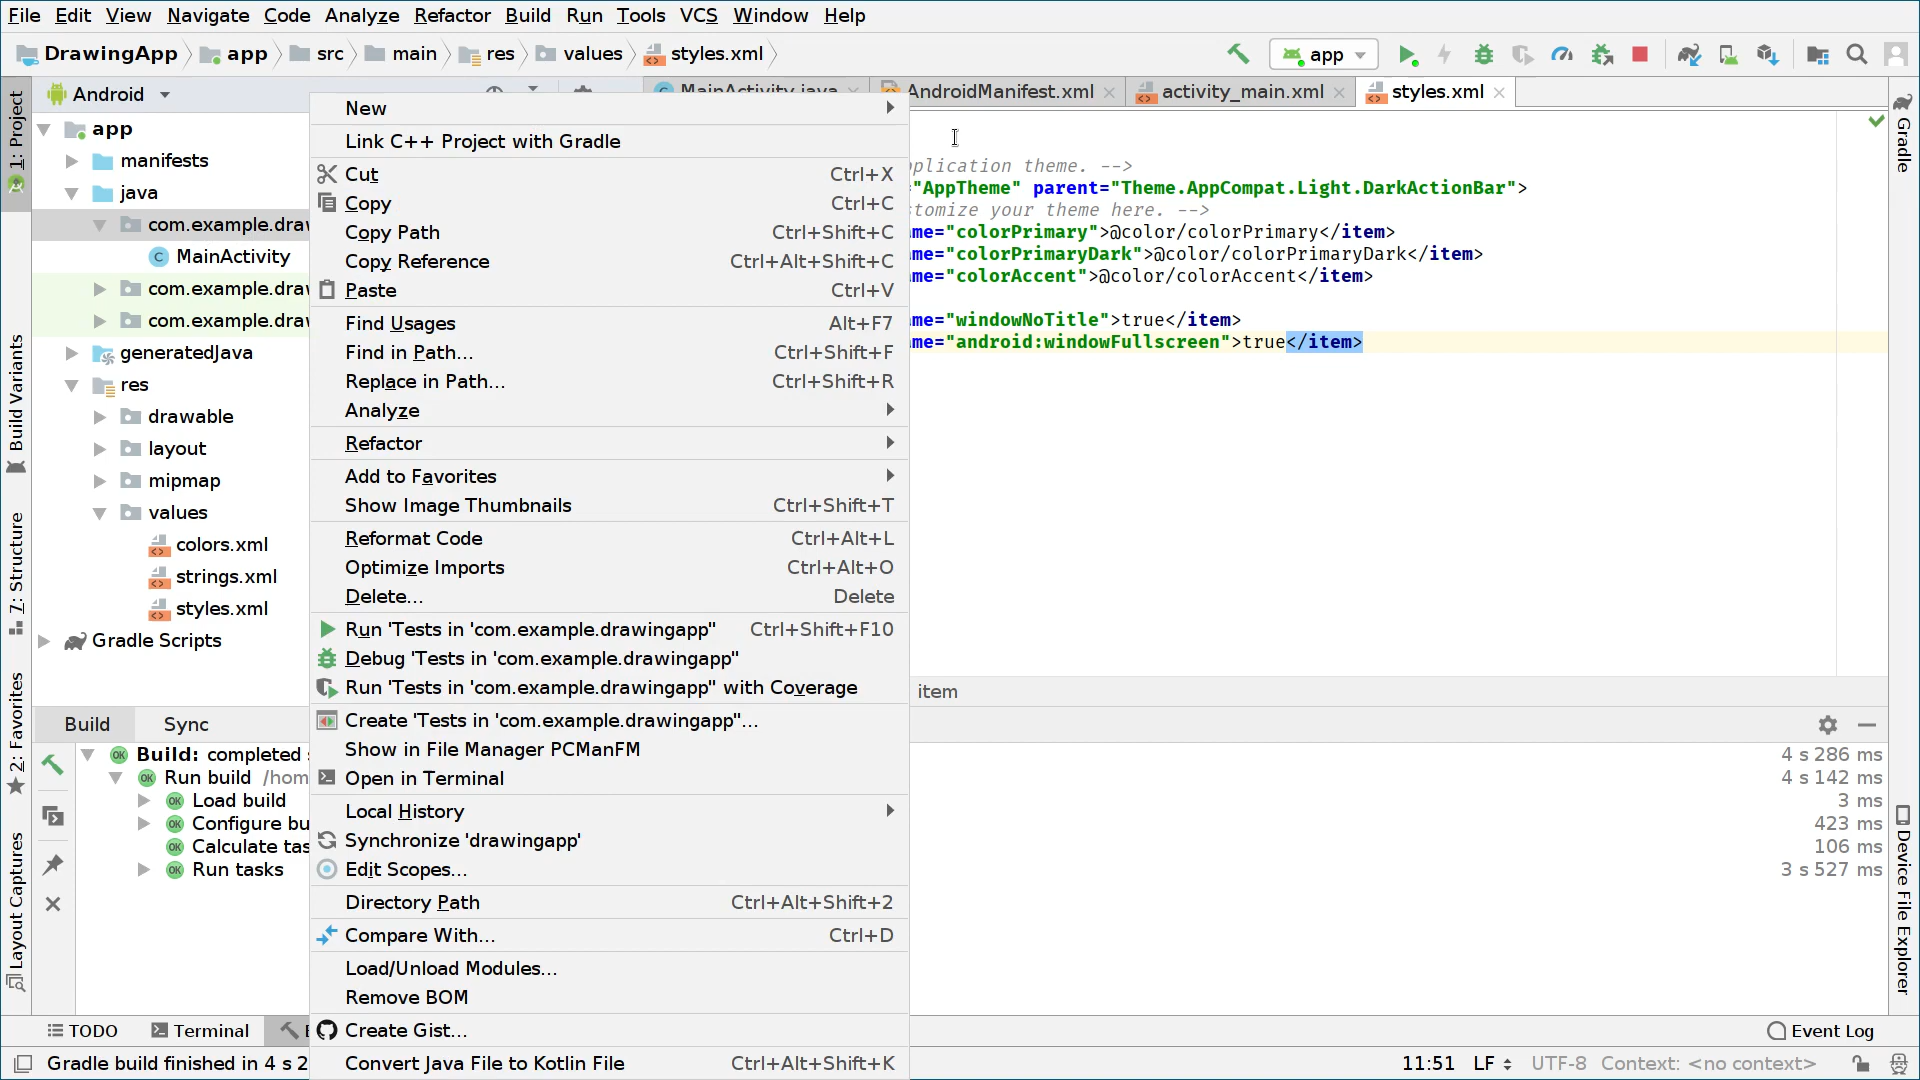 File Edit View Navigate Code Analyze Refactor Build Run Tools VCS Window Help
DrawingApp app src main res values styles.xml app
1: Project
Build Variants
7: Structure
2: Favorites
Layout Captures
Android
app
manifests
java
com.example.dra
MainActivity
com.example.dra
com.example.dra
generatedJava
res
drawable
layout
mipmap
values
colors.xml
strings.xml
styles.xml
Gradle Scripts
New
Link C++ Project with Gradle
Cut Ctrl+X
Copy Ctrl+C
Copy Path Ctrl+Shift+C
Copy Reference Ctrl+Alt+Shift+C
Paste Ctrl+V
Find Usages Alt+F7
Find in Path... Ctrl+Shift+F
Replace in Path... Ctrl+Shift+R
Analyze
Refactor
Add to Favorites
Show Image Thumbnails Ctrl+Shift+T
Reformat Code Ctrl+Alt+L
Optimize Imports Ctrl+Alt+O
Delete... Delete
Run 'Tests in 'com.example.drawingapp'' Ctrl+Shift+F10
Debug 'Tests in 'com.example.drawingapp''
Run 'Tests in 'com.example.drawingapp'' with Coverage
Create 'Tests in 'com.example.drawingapp''...
Show in File Manager PCManFM
Open in Terminal
Local History
Synchronize 'drawingapp'
Edit Scopes...
Directory Path Ctrl+Alt+Shift+2
Compare With... Ctrl+D
Load/Unload Modules...
Remove BOM
Create Gist...
Convert Java File to Kotlin File Ctrl+Alt+Shift+K
MainActivity.java AndroidManifest.xml activity_main.xml styles.xml
plication theme. -->
="AppTheme" parent="Theme.AppCompat.Light.DarkActionBar">
tomize your theme here. -->
me="colorPrimary">@color/colorPrimary</item>
me="colorPrimaryDark">@color/colorPrimaryDark</item>
me="colorAccent">@color/colorAccent</item>
me="windowNoTitle">true</item>
me="android:windowFullscreen">true</item>
item
Gradle
Device File Explorer
Build Sync
Build: completed 4 s 286 ms
Run build /hom 4 s 142 ms
Load build 3 ms
Configure bu 423 ms
Calculate tas 106 ms
Run tasks 3 s 527 ms
TODO Terminal Event Log
Gradle build finished in 4 s 2 11:51 LF UTF-8 Context: <no context>